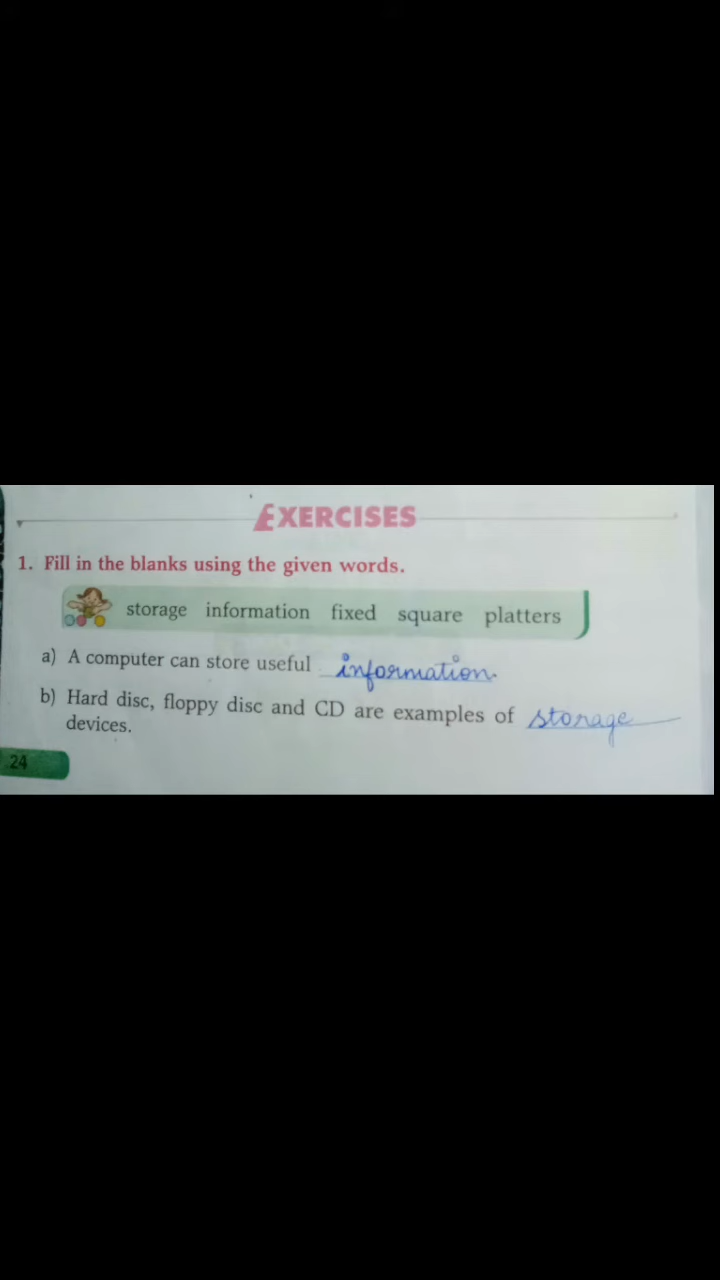 EXERCISES
1. Fill in the blanks using the given words.
storage information fixed square platters
a) A computer can store useful information.
b) Hard disc, floppy disc and CD are examples of storage
devices.
24